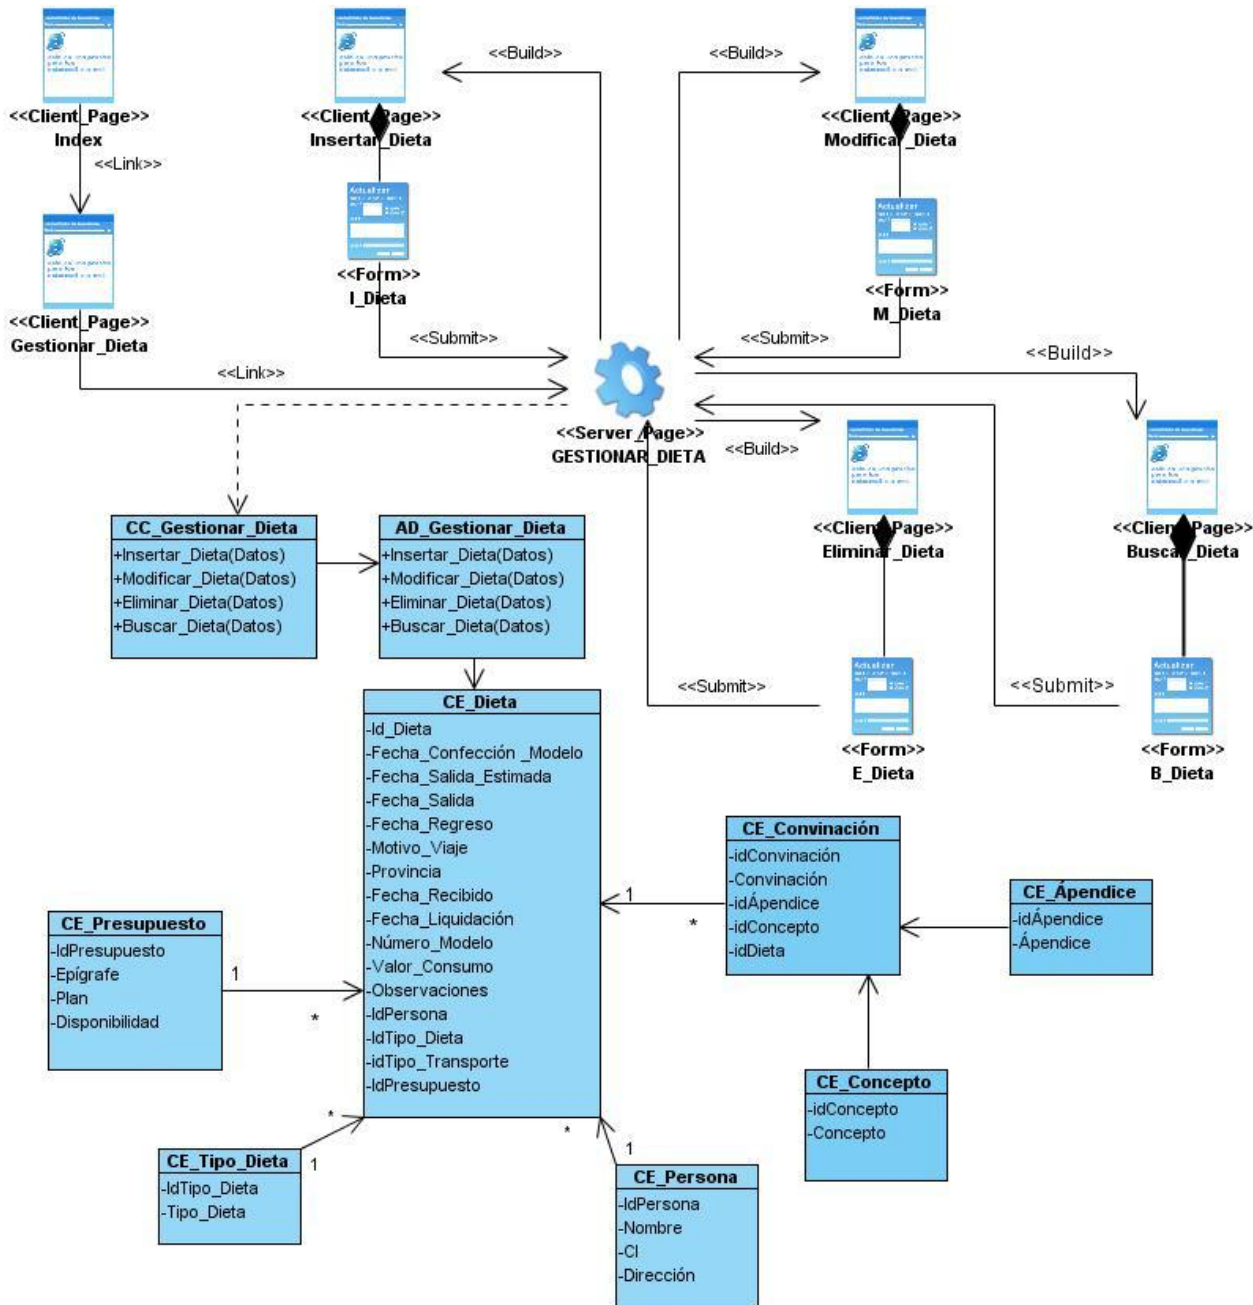 <<Build>>
<<Build>>
<<Client_Page>>
Index
<<Client_Page>>
Insertar_Dieta
<<Client_Page>>
Modificar_Dieta
<<Link>>
Actualizar
Actualizar
<<Form>>
I_Dieta
<<Form>>
M_Dieta
<<Client_Page>>
Gestionar_Dieta
<<Submit>>
<<Submit>>
<<Build>>
<<Link>>
<<Server_Page>>
GESTIONAR_DIETA
<<Build>>
<<Client_Page>>
Eliminar_Dieta
<<Client_Page>>
Buscar_Dieta
CC_Gestionar_Dieta
+Insertar_Dieta(Datos)
+Modificar_Dieta(Datos)
+Eliminar_Dieta(Datos)
+Buscar_Dieta(Datos)
AD_Gestionar_Dieta
+Insertar_Dieta(Datos)
+Modificar_Dieta(Datos)
+Eliminar_Dieta(Datos)
+Buscar_Dieta(Datos)
Actualizar
Actualizar
<<Submit>>
<<Submit>>
<<Form>>
E_Dieta
<<Form>>
B_Dieta
CE_Dieta
-Id_Dieta
-Fecha_Confección _Modelo
-Fecha_Salida_Estimada
-Fecha_Salida
-Fecha_Regreso
-Motivo_Viaje
-Provincia
-Fecha_Recibido
-Fecha_Liquidación
-Número_Modelo
-Valor_Consumo
-Observaciones
-IdPersona
-IdTipo_Dieta
-idTipo_Transporte
-IdPresupuesto
CE_Convinación
-idConvinación
-Convinación
-idÁpendice
-idConcepto
-idDieta
1
*
CE_Ápendice
-idÁpendice
-Ápendice
CE_Presupuesto
-IdPresupuesto
-Epígrafe
-Plan
-Disponibilidad
1
*
CE_Concepto
-idConcepto
-Concepto
*
1
*
1
CE_Tipo_Dieta
-IdTipo_Dieta
-Tipo_Dieta
CE_Persona
-IdPersona
-Nombre
-CI
-Dirección